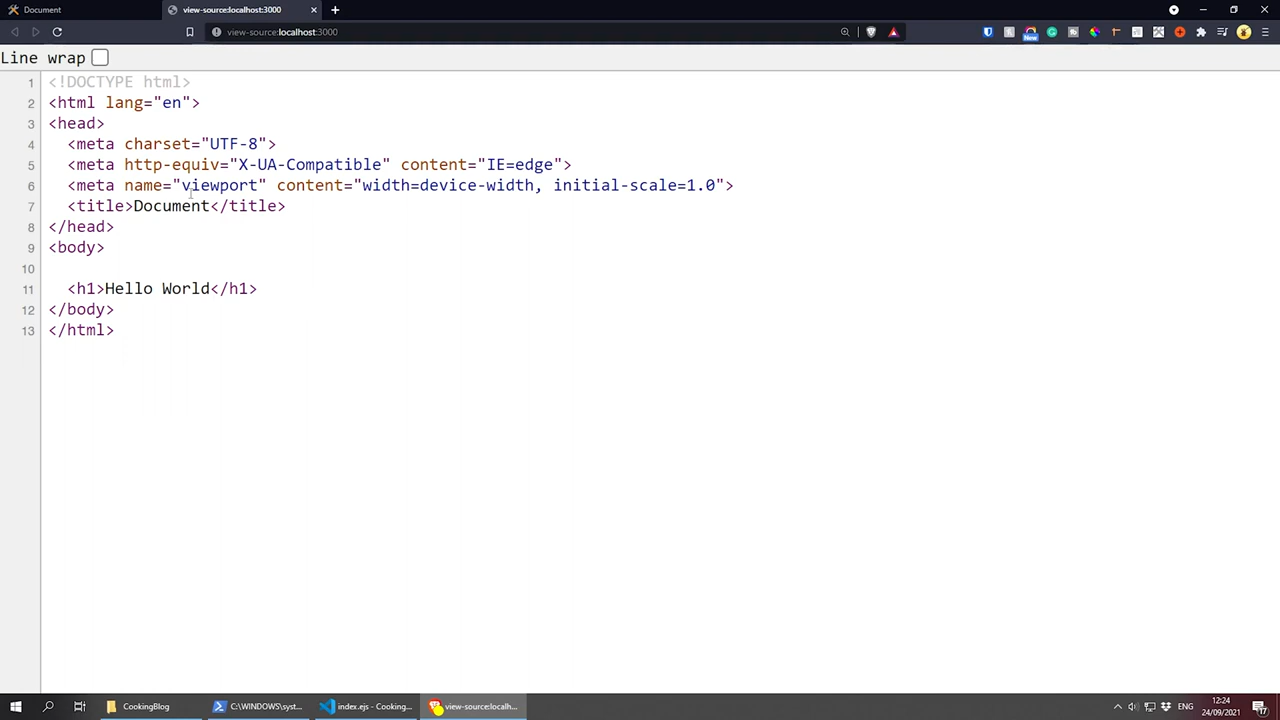 Document
view-source:localhost:3000
view-source:localhost:3000
New
Line wrap
1 <!DOCTYPE html>
2 <html lang="en">
3 <head>
4 <meta charset="UTF-8">
5 <meta http-equiv="X-UA-Compatible" content="IE=edge">
6 <meta name="viewport" content="width=device-width, initial-scale=1.0">
7 <title>Document</title>
8 </head>
9 <body>
10
11 <h1>Hello World</h1>
12 </body>
13 </html>
CookingBlog
C:\WINDOWS\syst...
index.ejs - Cooking...
view-source:localh...
ENG
12:24
24/09/2021
17